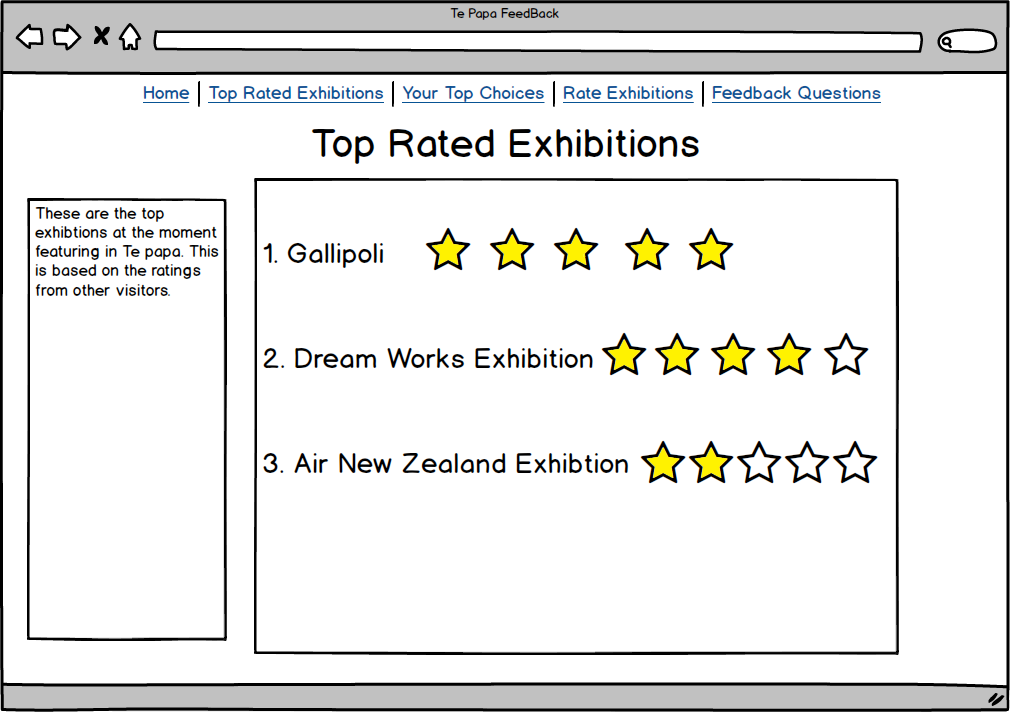 Te Papa FeedBack
Home | Top Rated Exhibitions | Your Top Choices | Rate Exhibitions | Feedback Questions
Top Rated Exhibitions
These are the top
exhibitions at the moment
featuring in Te papa. This
is based on the ratings
from other visitors.
1. Gallipoli
2. Dream Works Exhibition
3. Air New Zealand Exhibtion